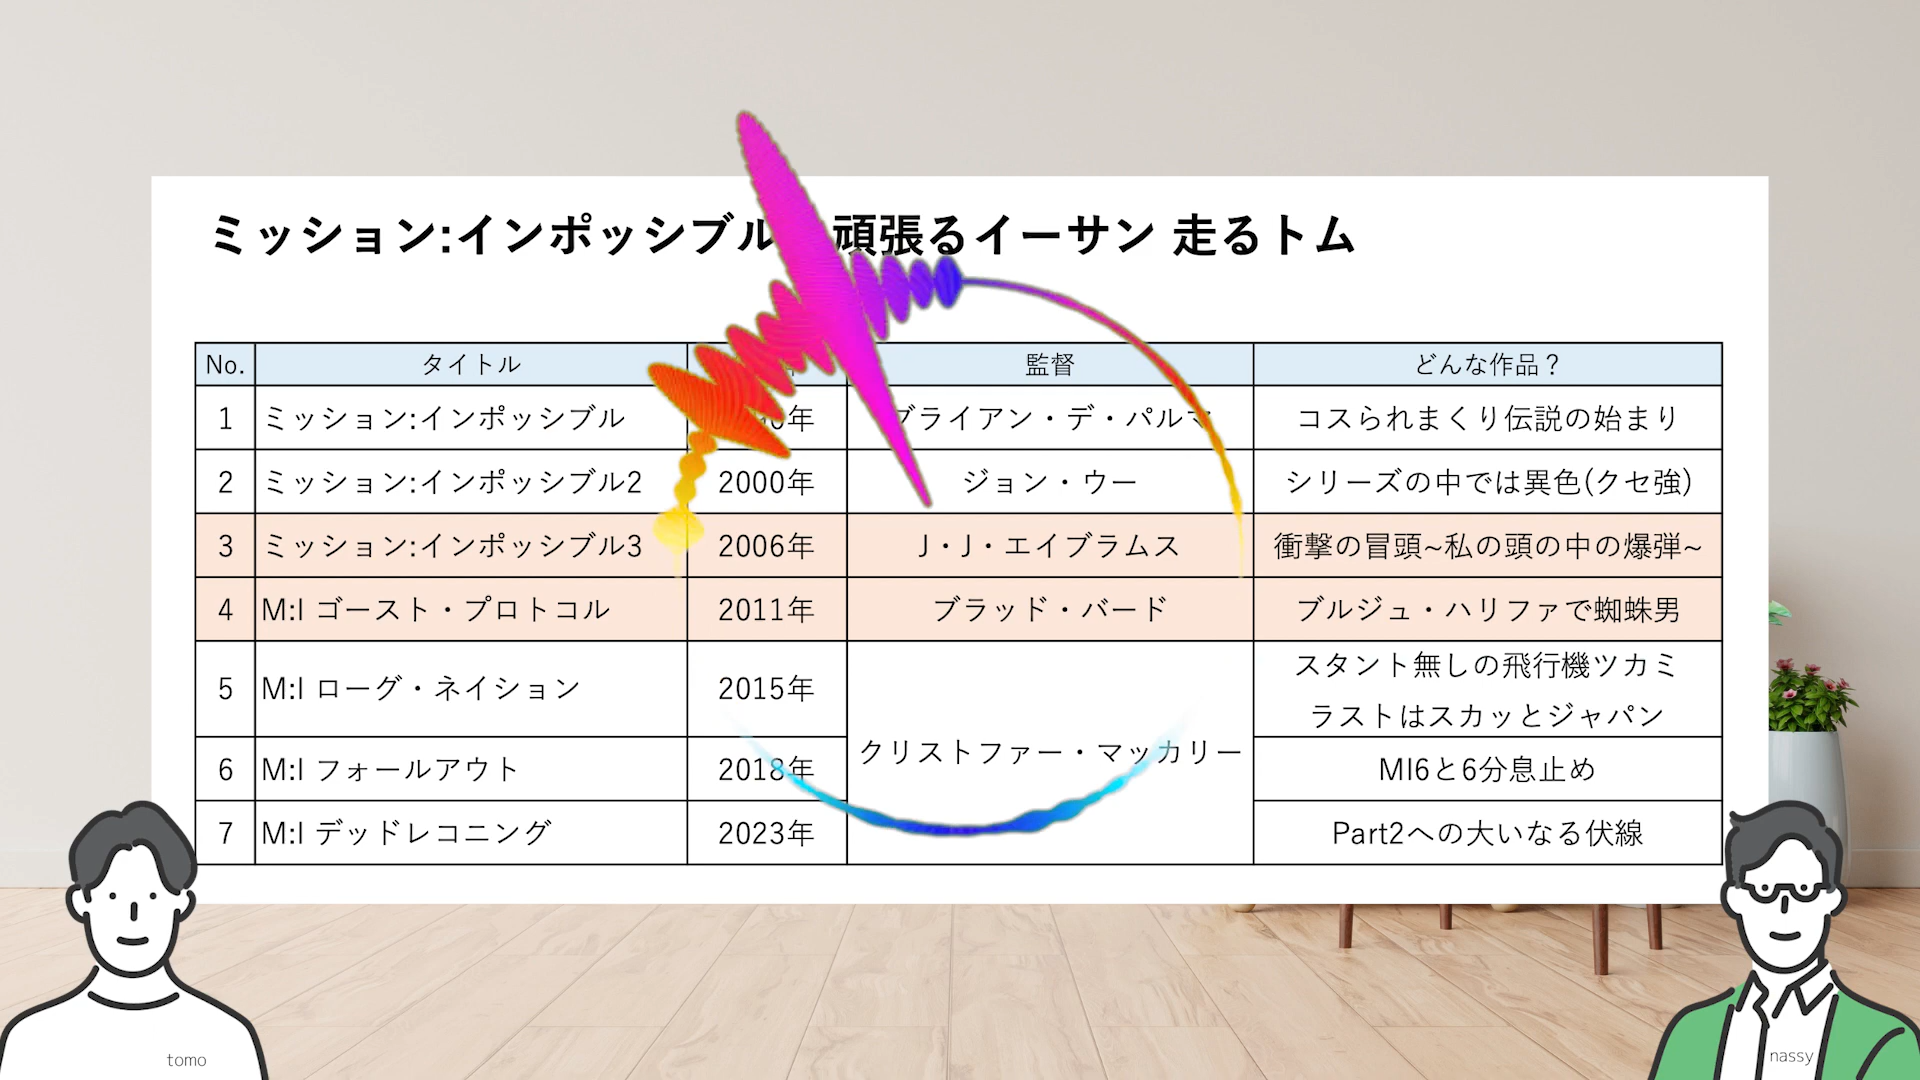 ミッション:インポッシブル 頑張るイーサン 走るトム
No. タイトル 監督 どんな作品？
1 ミッション:インポッシブル 年 ブライアン・デ・パルマ コスられまくり伝説の始まり
2 ミッション:インポッシブル2 2000年 ジョン・ウー シリーズの中では異色(クセ強)
3 ミッション:インポッシブル3 2006年 J・J・エイブラムス 衝撃の冒頭~私の頭の中の爆弾~
4 M:I ゴースト・プロトコル 2011年 ブラッド・バード ブルジュ・ハリファで蜘蛛男
5 M:I ローグ・ネイション 2015年 スタント無しの飛行機ツカミ
ラストはスカッとジャパン
クリストファー・マッカリー
6 M:I フォールアウト 2018年 MI6と6分息止め
7 M:I デッドレコニング 2023年 Part2への大いなる伏線
tomo
nassy